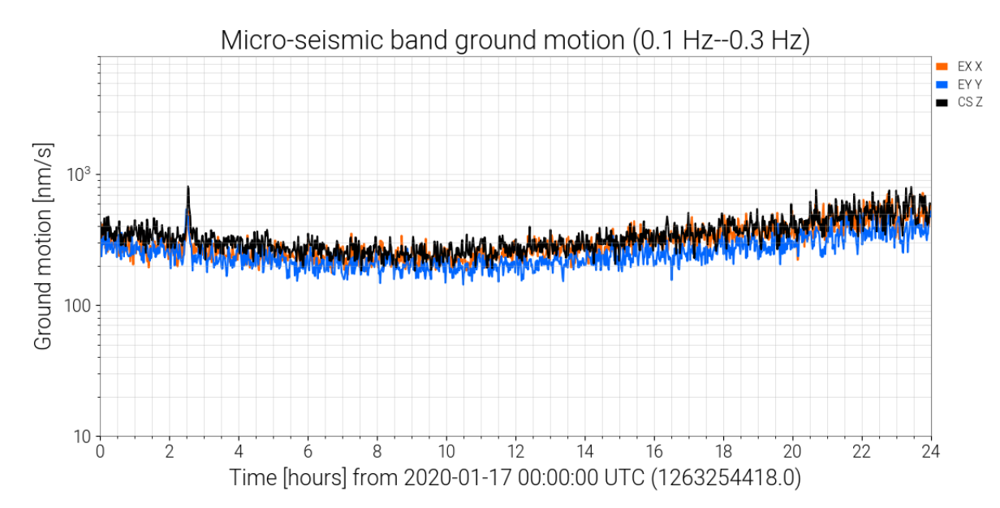 Micro-seismic band ground motion (0.1 Hz--0.3 Hz)
EX X
EY Y
CS Z
Ground motion [nm/s]
10³
100
10
0 2 4 6 8 10 12 14 16 18 20 22 24
Time [hours] from 2020-01-17 00:00:00 UTC (1263254418.0)